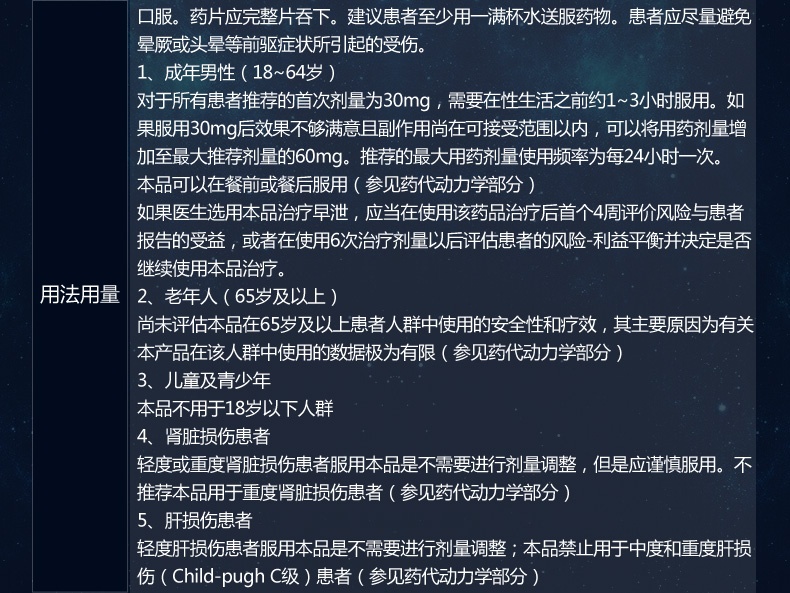 用法用量
口服。药片应完整片吞下。建议患者至少用一满杯水送服药物。患者应尽量避免
晕厥或头晕等前驱症状所引起的受伤。
1、成年男性（18~64岁）
对于所有患者推荐的首次剂量为30mg，需要在性生活之前约1~3小时服用。如
果服用30mg后效果不够满意且副作用尚在可接受范围以内，可以将用药剂量增
加至最大推荐剂量的60mg。推荐的最大用药剂量使用频率为每24小时一次。
本品可以在餐前或餐后服用（参见药代动力学部分）
如果医生选用本品治疗早泄，应当在使用该药品治疗后首个4周评价风险与患者
报告的受益，或者在使用6次治疗剂量以后评估患者的风险-利益平衡并决定是否
继续使用本品治疗。
2、老年人（65岁及以上）
尚未评估本品在65岁及以上患者人群中使用的安全性和疗效，其主要原因为有关
本产品在该人群中使用的数据极为有限（参见药代动力学部分）
3、儿童及青少年
本品不用于18岁以下人群
4、肾脏损伤患者
轻度或重度肾脏损伤患者服用本品是不需要进行剂量调整，但是应谨慎服用。不
推荐本品用于重度肾脏损伤患者（参见药代动力学部分）
5、肝损伤患者
轻度肝损伤患者服用本品是不需要进行剂量调整；本品禁止用于中度和重度肝损
伤（Child-pugh C级）患者（参见药代动力学部分）